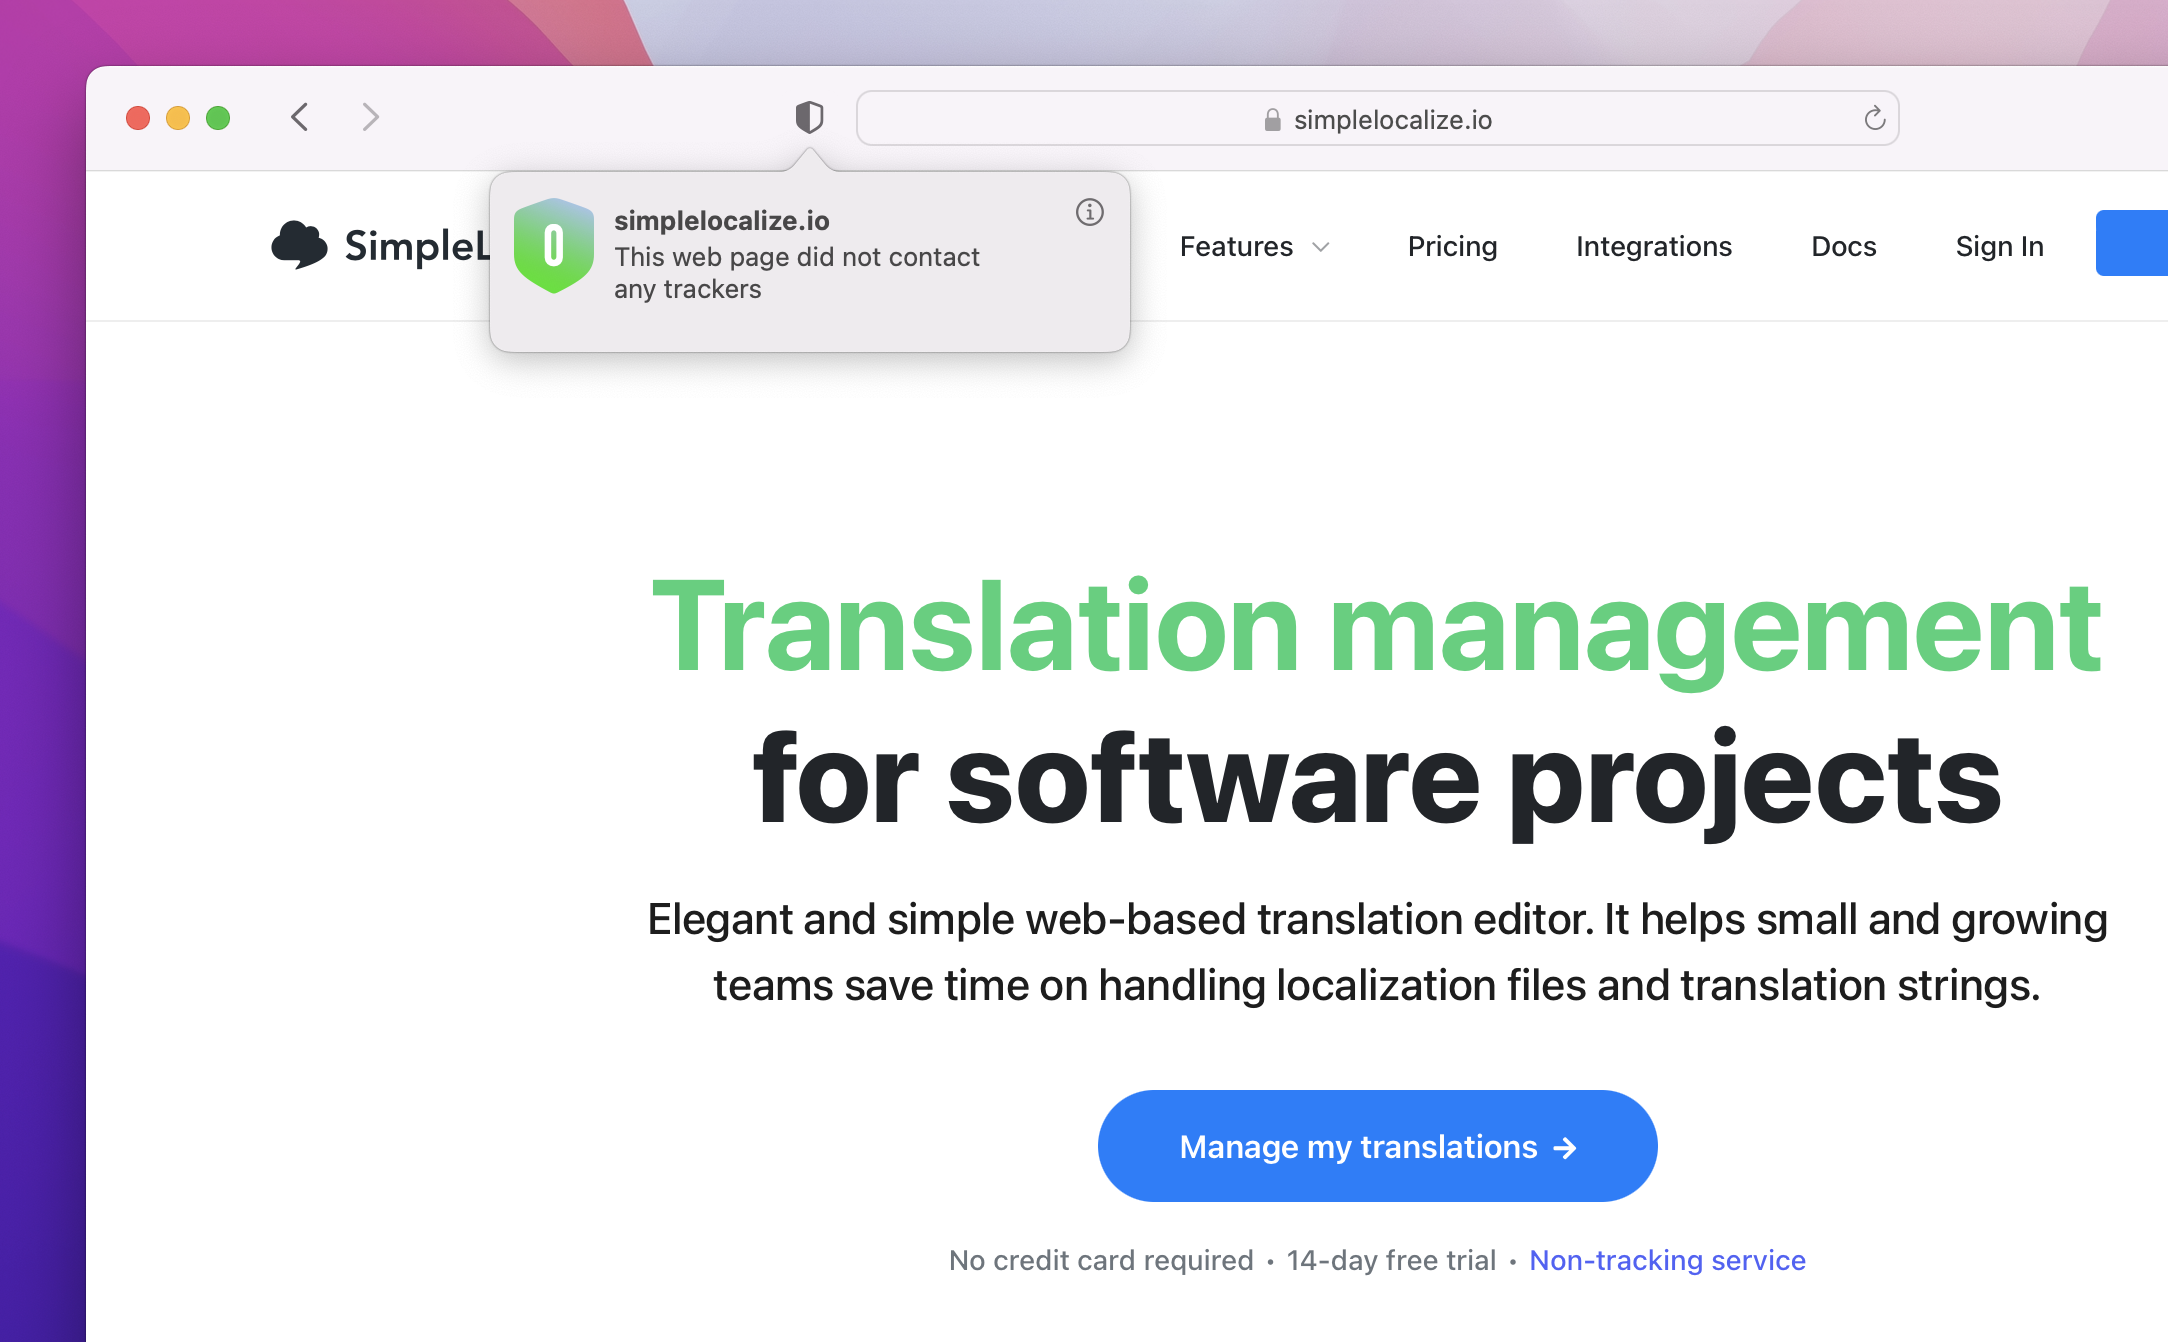 simplelocalize.io
SimpleL
0
simplelocalize.io
This web page did not contact
any trackers
Features
Pricing
Integrations
Docs
Sign In
Translation management
for software projects
Elegant and simple web-based translation editor. It helps small and growing
teams save time on handling localization files and translation strings.
Manage my translations →
No credit card required • 14-day free trial • Non-tracking service